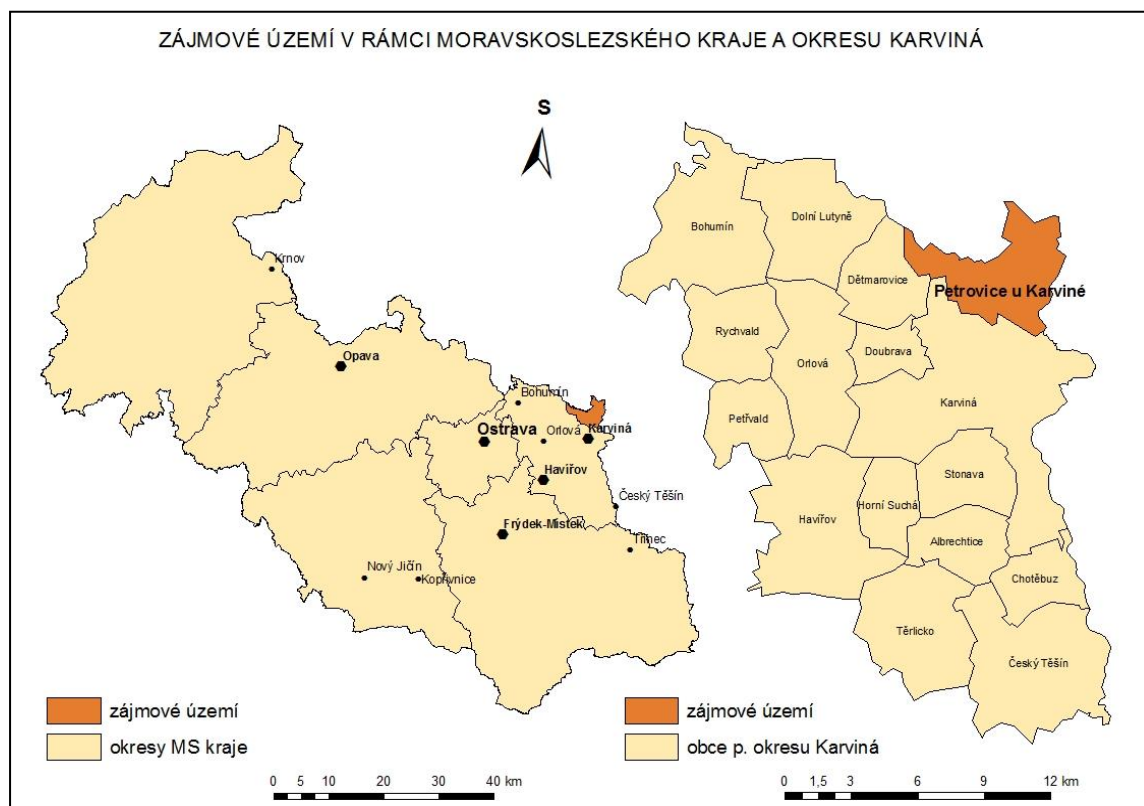 ZÁJMOVÉ ÚZEMÍ V RÁMCI MORAVSKOSLEZSKÉHO KRAJE A OKRESU KARVINÁ
S
Krnov
Opava
Bohumín
Ostrava
Orlová
Karviná
Havířov
Český Těšín
Frýdek-Místek
Třinec
Nový Jičín
Kopřivnice
zájmové území
okresy MS kraje
0 5 10 20 30 40 km
Bohumín
Dolní Lutyně
Dětmarovice
Petrovice u Karviné
Rychvald
Orlová
Doubrava
Karviná
Petřvald
Stonava
Havířov
Horní Suchá
Albrechtice
Chotěbuz
Těrlicko
Český Těšín
zájmové území
obce p. okresu Karviná
0 1,5 3 6 9 12 km